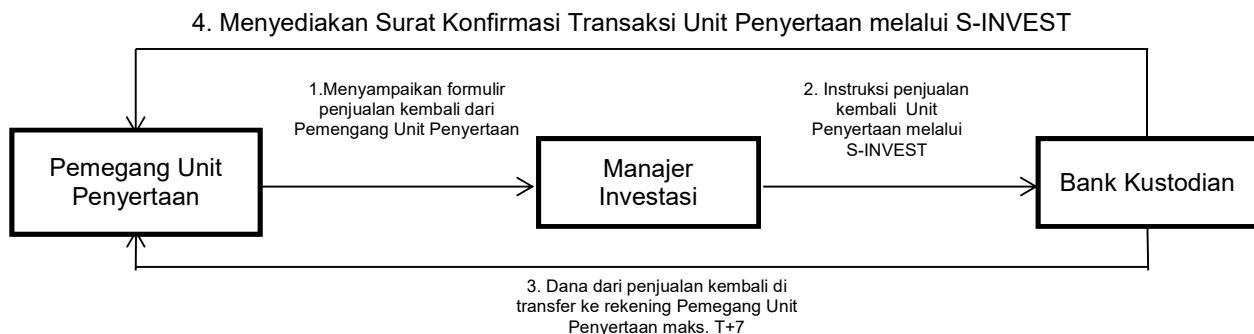 4. Menyediakan Surat Konfirmasi Transaksi Unit Penyertaan melalui S-INVEST
1.Menyampaikan formulir
penjualan kembali dari
Pemengang Unit Penyertaan
2. Instruksi penjualan
kembali Unit
Penyertaan melalui
S-INVEST
Pemegang Unit
Penyertaan
Manajer
Investasi
Bank Kustodian
3. Dana dari penjualan kembali di
transfer ke rekening Pemegang Unit
Penyertaan maks. T+7